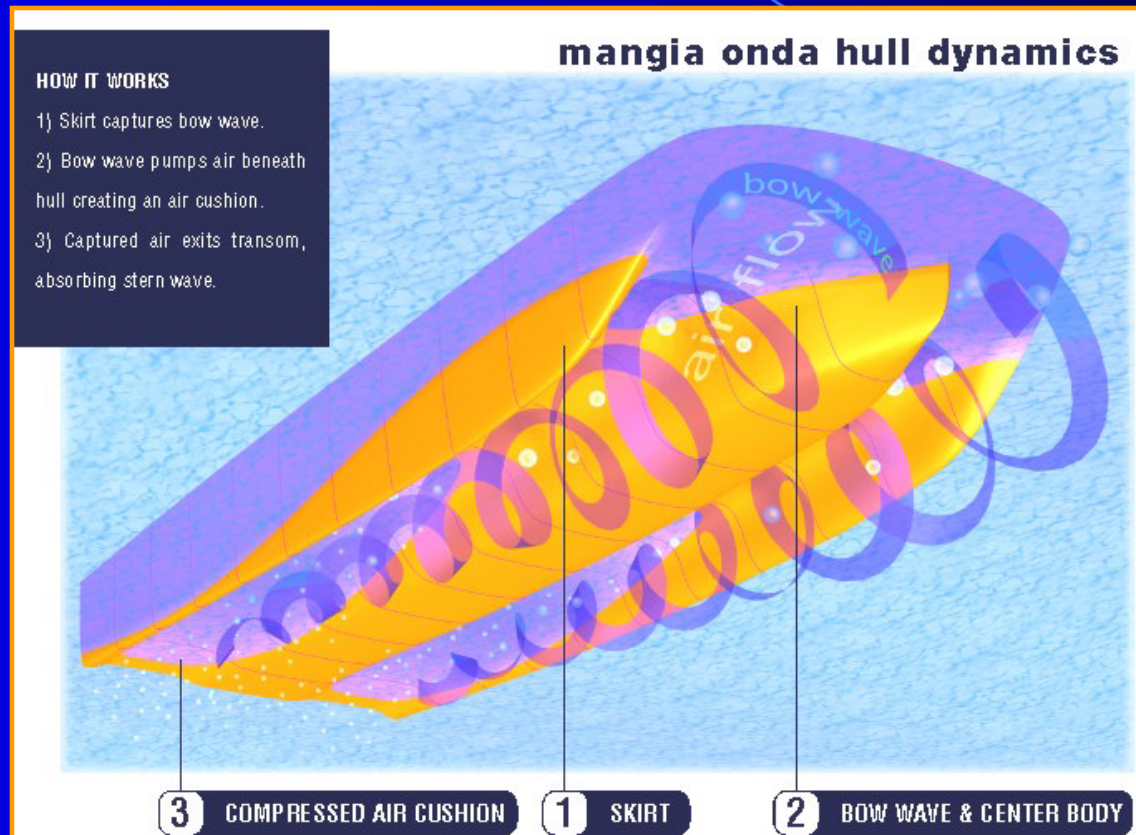 mangia onda hull dynamics
HOW IT WORKS
1) Skirt captures bow wave.
2) Bow wave pumps air beneath
hull creating an air cushion.
3) Captured air exits transom,
absorbing stern wave.
bow wave
air flow
3 COMPRESSED AIR CUSHION
1 SKIRT
2 BOW WAVE & CENTER BODY